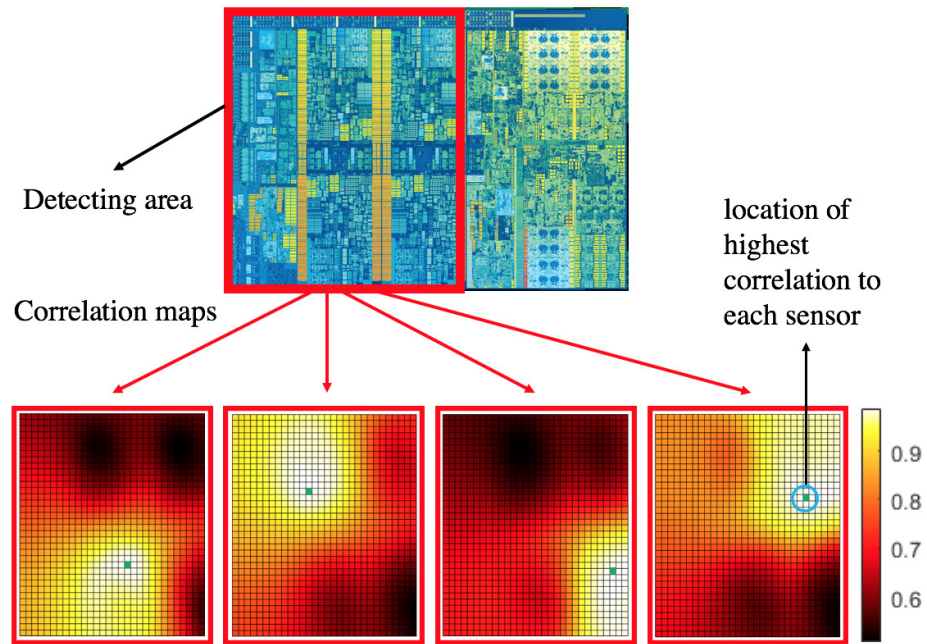 Detecting area
location of
highest
correlation to
each sensor
Correlation maps
0.9
0.8
0.7
0.6